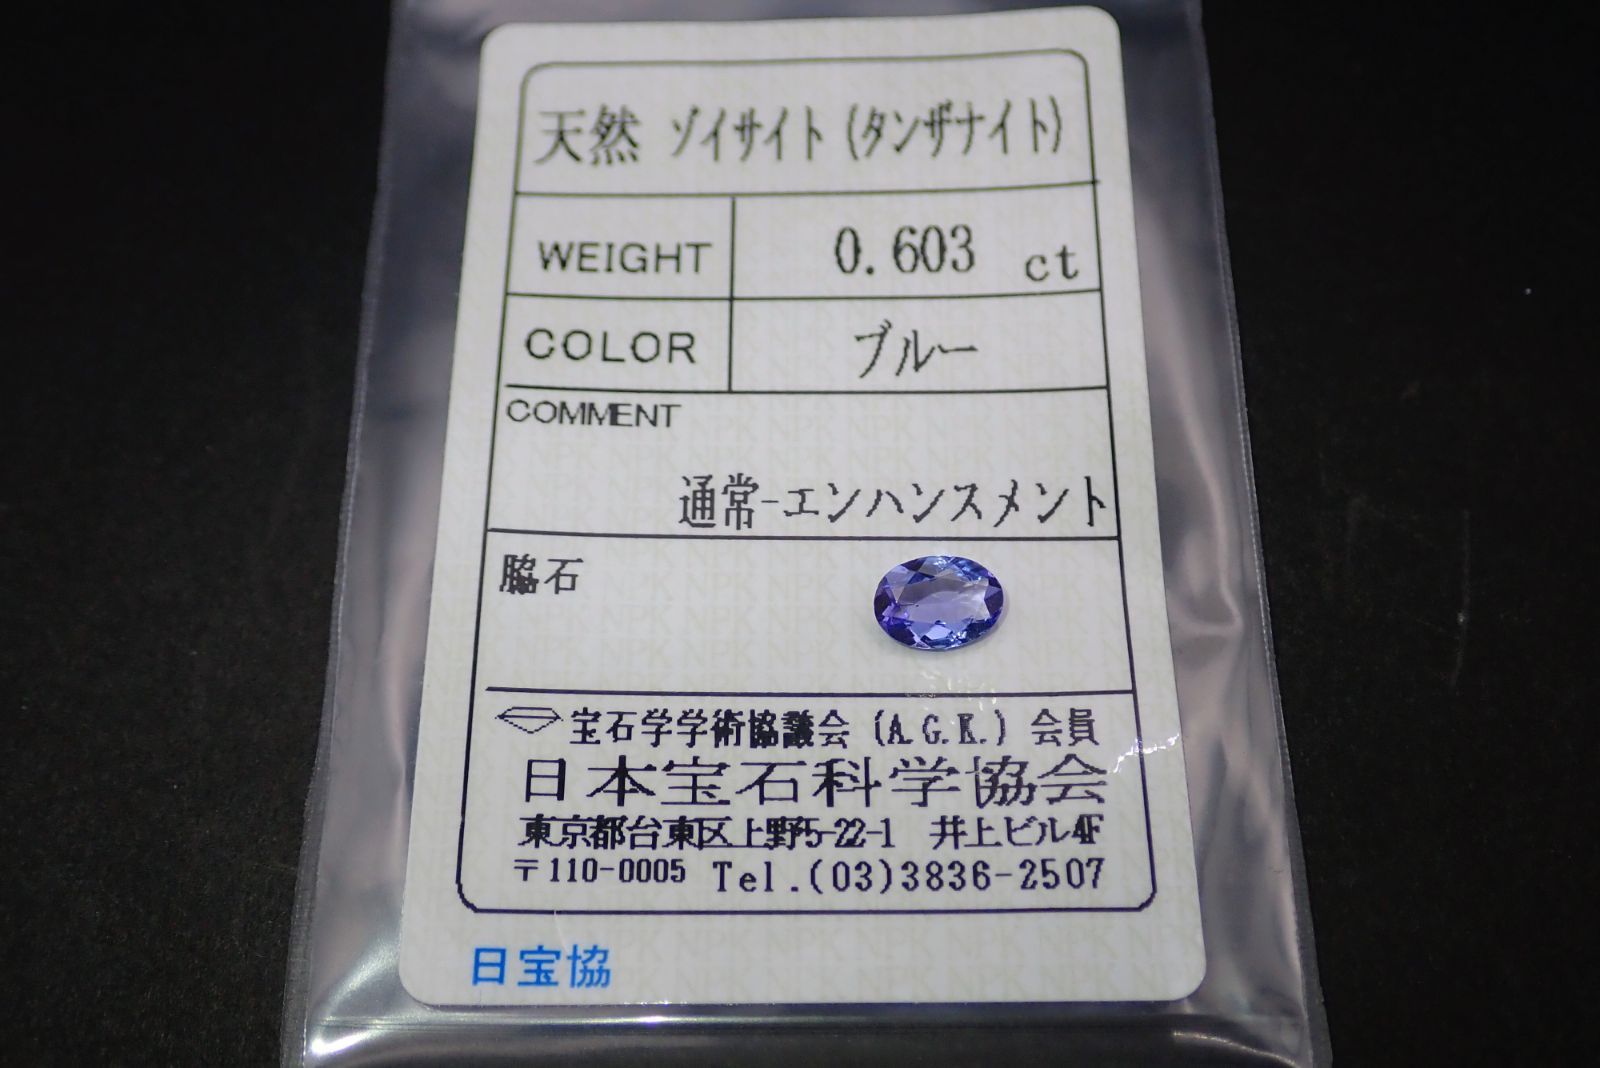 天然 ゾイサイト (タンザナイト)
WEIGHT 0.603 ct
COLOR ブルー
COMMENT
通常-エンハンスメント
脇石
宝石学学術協議会 (A.G.K.) 会員
日本宝石科学協会
東京都台東区上野5-22-1 井上ビル4F
〒110-0005 Tel.(03)3836-2507
日宝協